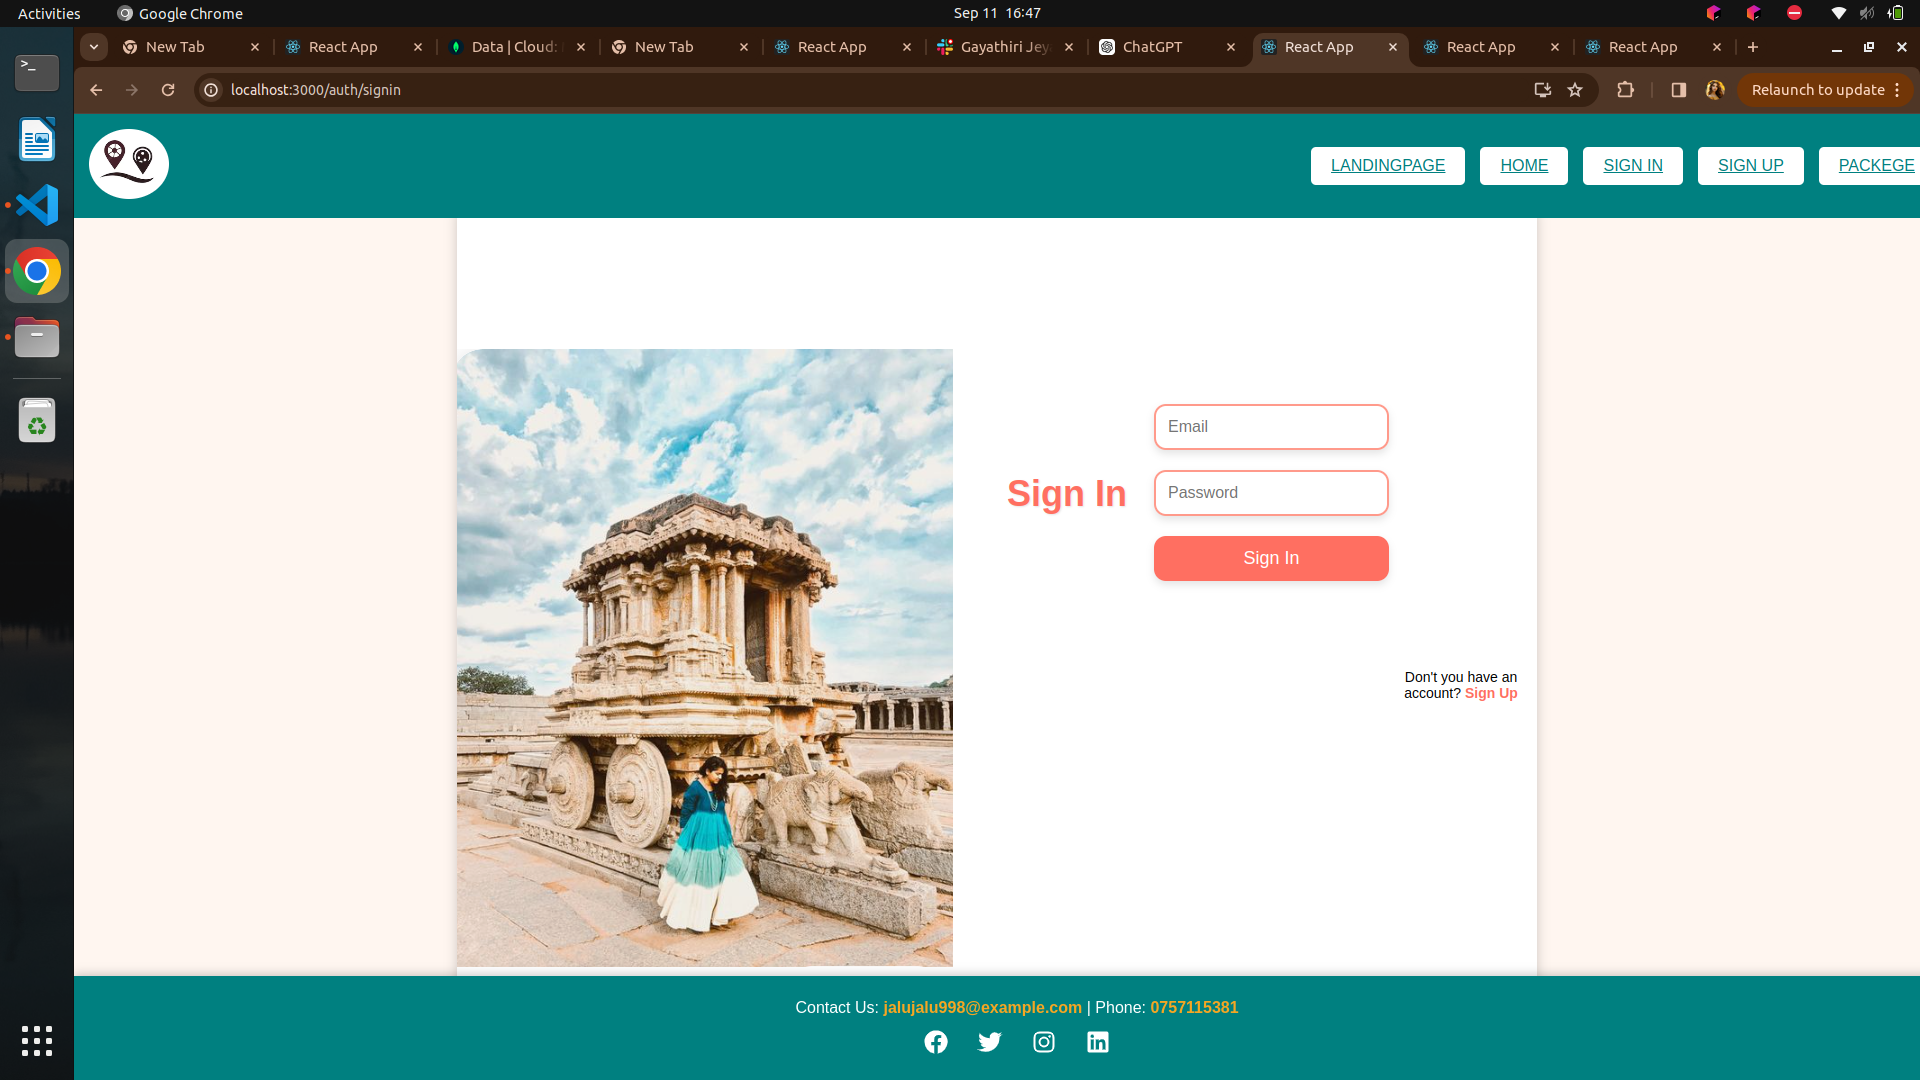 Activities
Google Chrome
Sep 11 16:47
New Tab
React App
Data | Cloud:
New Tab
React App
Gayathiri Jey
ChatGPT
React App
React App
React App
localhost:3000/auth/signin
Relaunch to update
LANDINGPAGE
HOME
SIGN IN
SIGN UP
PACKEGE
Email
Sign In
Password
Sign In
Don't you have an
account? Sign Up
Contact Us: jalujalu998@example.com | Phone: 0757115381